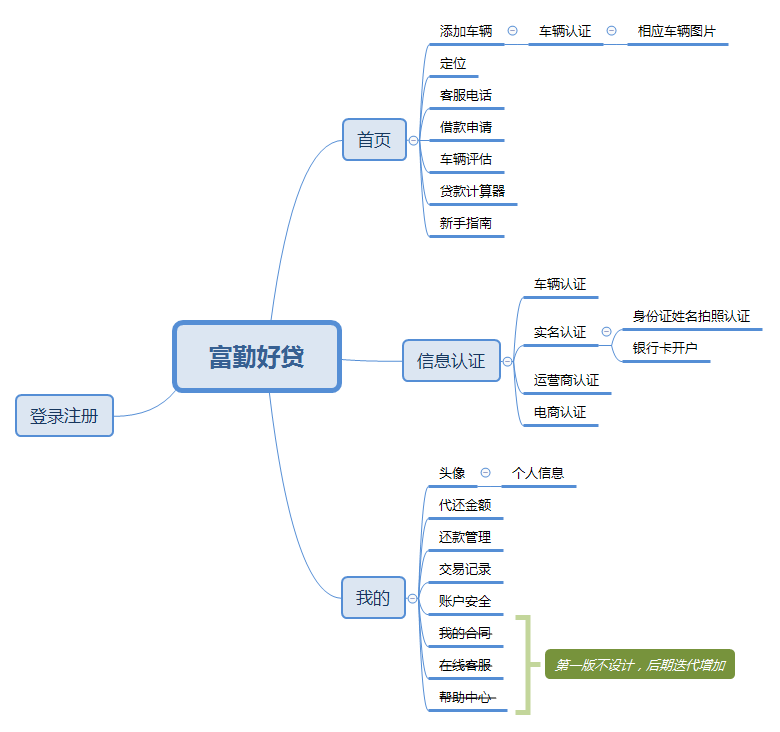 富勤好贷
登录注册
首页
添加车辆
车辆认证
相应车辆图片
定位
客服电话
借款申请
车辆评估
贷款计算器
新手指南
信息认证
车辆认证
实名认证
身份证姓名拍照认证
银行卡开户
运营商认证
电商认证
我的
头像
个人信息
代还金额
还款管理
交易记录
账户安全
我的合同
在线客服
帮助中心
第一版不设计，后期迭代增加